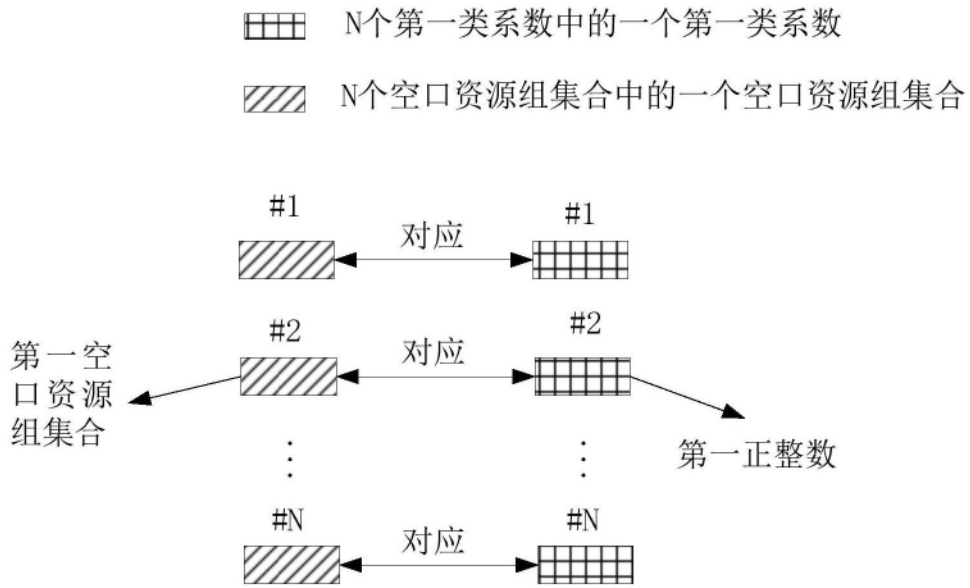 N个第一类系数中的一个第一类系数
N个空口资源组集合中的一个空口资源组集合
#1
对应
#1
#2
对应
#2
第一空
口资源
组集合
第一正整数
#N
对应
#N